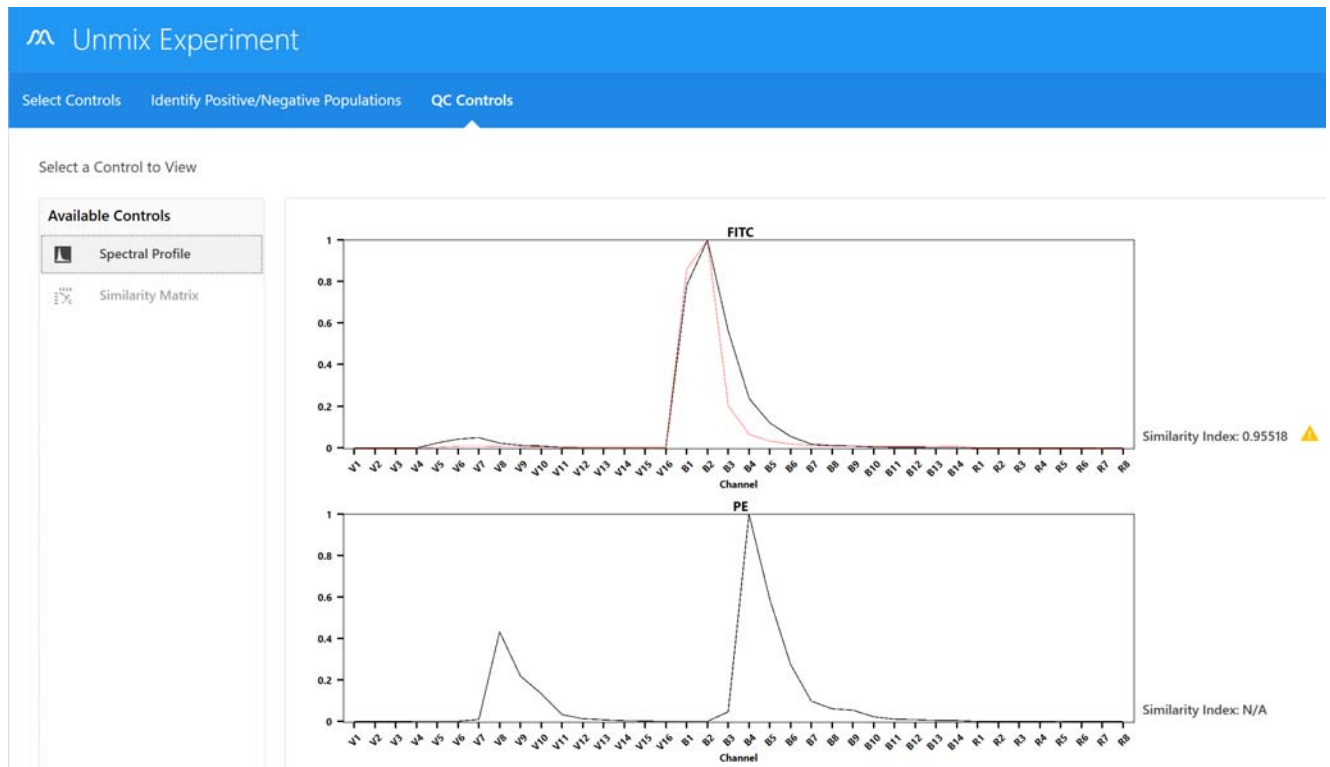 Unmix Experiment
Select Controls Identify Positive/Negative Populations QC Controls
Select a Control to View
Available Controls
Spectral Profile
Similarity Matrix
FITC
1
0.8
0.6
0.4
0.2
0
V1 V2 V3 V4 V5 V6 V7 V8 V9 V10 V11 V12 V13 V14 V15 V16 B1 B2 B3 B4 B5 B6 B7 B8 B9 B10 B11 B12 B13 B14 R1 R2 R3 R4 R5 R6 R7 R8
Channel
Similarity Index: 0.95518
PE
1
0.8
0.6
0.4
0.2
0
V1 V2 V3 V4 V5 V6 V7 V8 V9 V10 V11 V12 V13 V14 V15 V16 B1 B2 B3 B4 B5 B6 B7 B8 B9 B10 B11 B12 B13 B14 R1 R2 R3 R4 R5 R6 R7 R8
Channel
Similarity Index: N/A